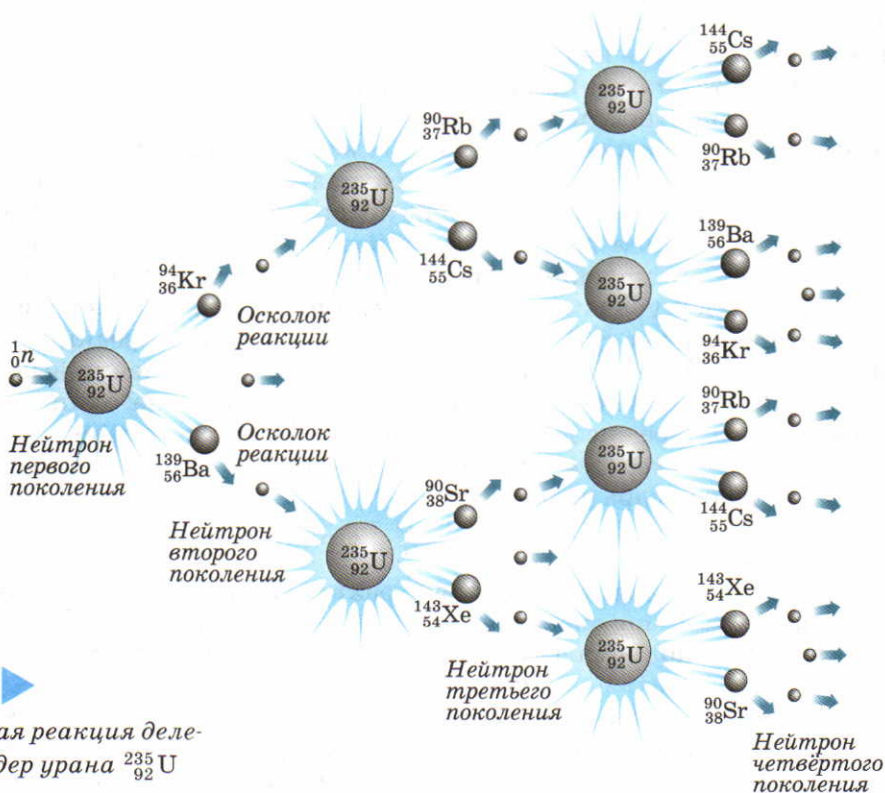 ¹₀n
²³⁵₉₂U
⁹⁴₃₆Kr
Осколок
реакции
Осколок
реакции
¹³⁹₅₆Ba
Нейтрон
первого
поколения
Нейтрон
второго
поколения
²³⁵₉₂U
⁹⁰₃₇Rb
¹⁴⁴₅₅Cs
²³⁵₉₂U
⁹⁰₃₈Sr
¹⁴³₅₄Xe
Нейтрон
третьего
поколения
²³⁵₉₂U
¹⁴⁴₅₅Cs
⁹⁰₃₇Rb
²³⁵₉₂U
¹³⁹₅₆Ba
⁹⁴₃₆Kr
²³⁵₉₂U
⁹⁰₃₇Rb
¹⁴⁴₅₅Cs
²³⁵₉₂U
¹⁴³₅₄Xe
⁹⁰₃₈Sr
Нейтрон
четвёртого
поколения
ая реакция деле-
дер урана ²³⁵₉₂U